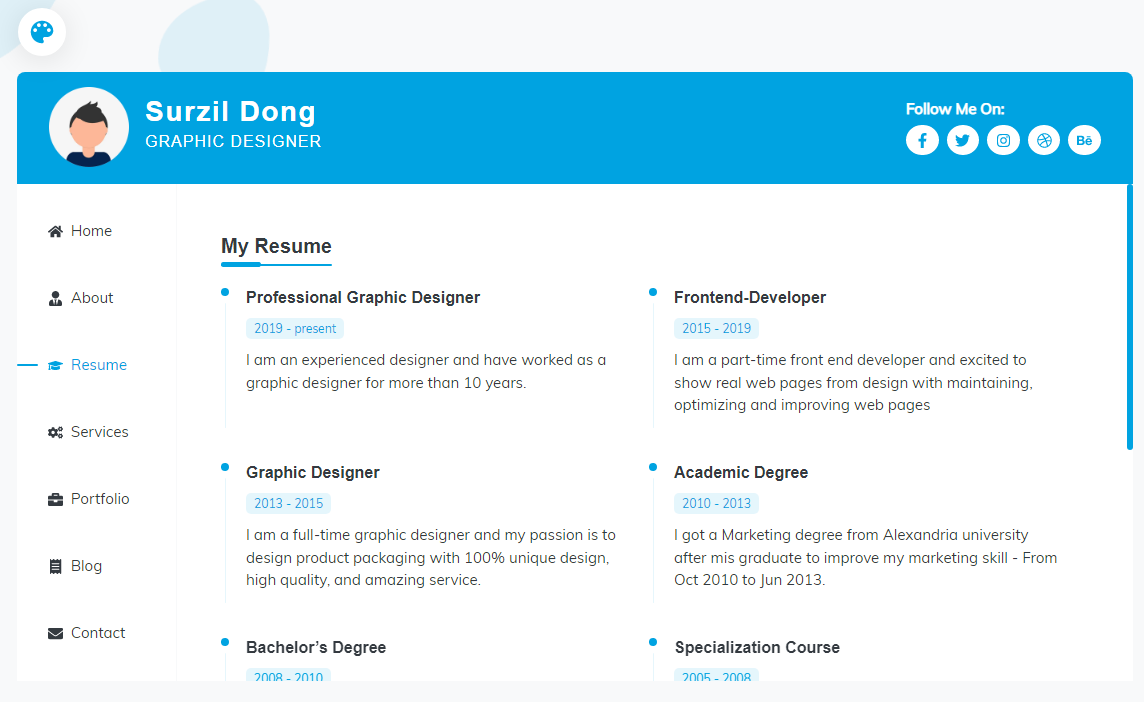 Surzil Dong
GRAPHIC DESIGNER
Follow Me On:
Bē
Home
About
Resume
Services
Portfolio
Blog
Contact
My Resume
Professional Graphic Designer
2019 - present
I am an experienced designer and have worked as a
graphic designer for more than 10 years.
Frontend-Developer
2015 - 2019
I am a part-time front end developer and excited to
show real web pages from design with maintaining,
optimizing and improving web pages
Graphic Designer
2013 - 2015
I am a full-time graphic designer and my passion is to
design product packaging with 100% unique design,
high quality, and amazing service.
Academic Degree
2010 - 2013
I got a Marketing degree from Alexandria university
after mis graduate to improve my marketing skill - From
Oct 2010 to Jun 2013.
Bachelor’s Degree
2008 - 2010
Specialization Course
2005 - 2008